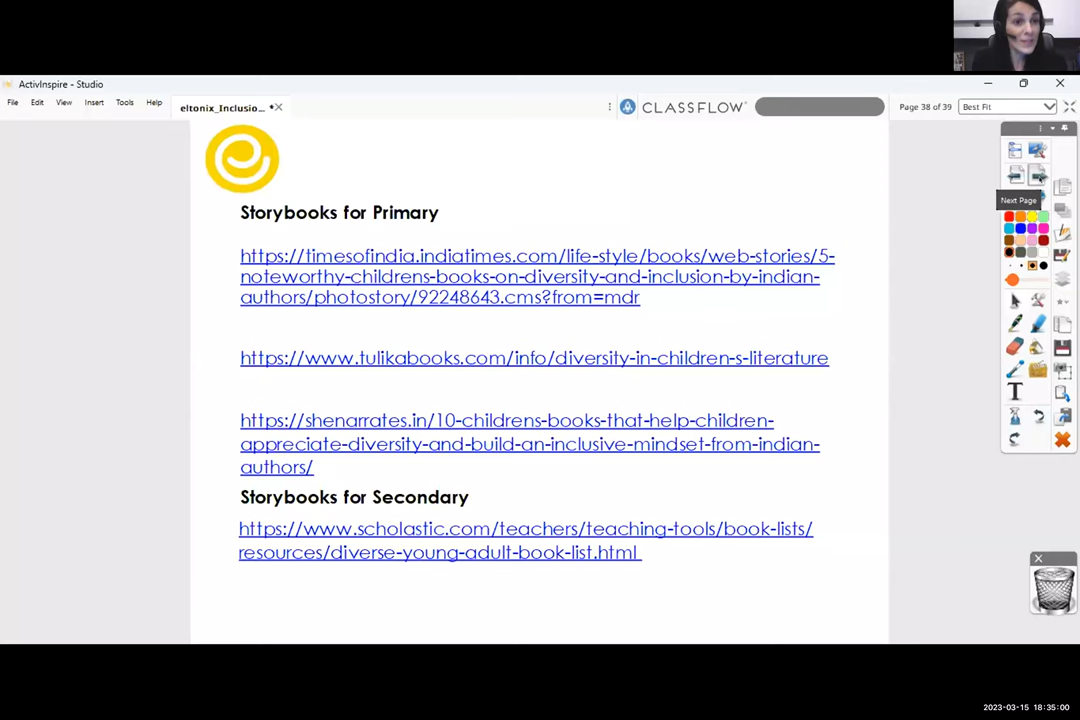 ActivInspire - Studio
File Edit View Insert Tools Help
eltonix_Inclusio...
CLASSFLOW
Page 38 of 39
Best Fit
Next Page
Storybooks for Primary
https://timesofindia.indiatimes.com/life-style/books/web-stories/5-
noteworthy-childrens-books-on-diversity-and-inclusion-by-indian-
authors/photostory/92248643.cms?from=mdr
https://www.tulikabooks.com/info/diversity-in-children-s-literature
https://shenarrates.in/10-childrens-books-that-help-children-
appreciate-diversity-and-build-an-inclusive-mindset-from-indian-
authors/
Storybooks for Secondary
https://www.scholastic.com/teachers/teaching-tools/book-lists/
resources/diverse-young-adult-book-list.html
T
2023-03-15 18:35:00